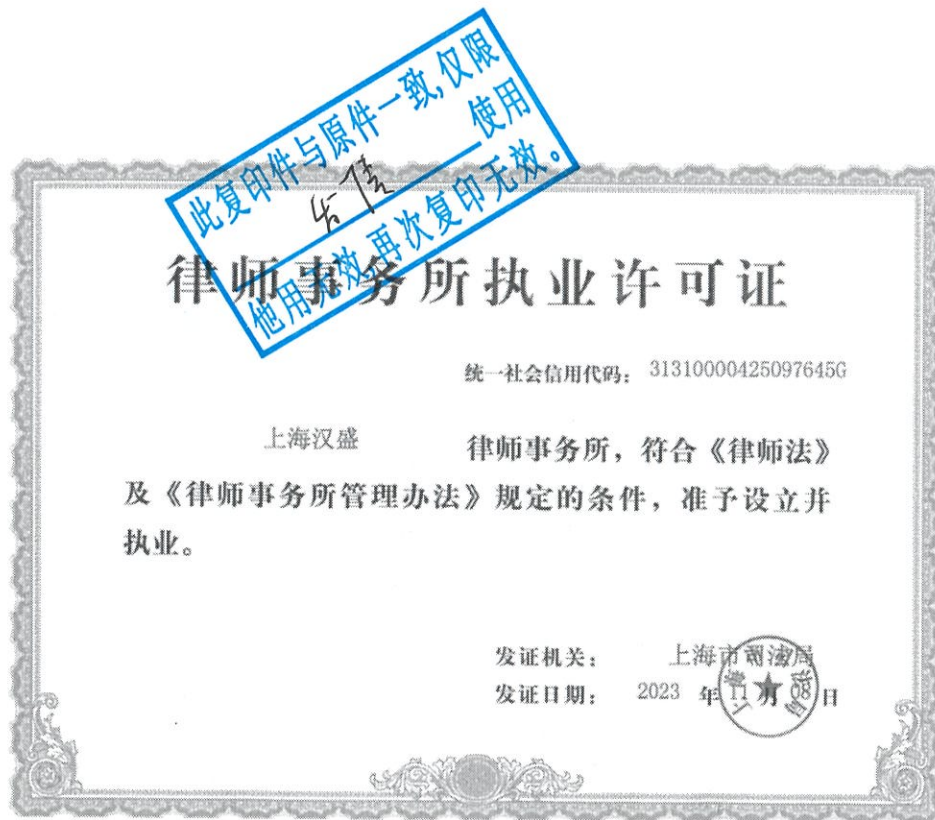 此复印件与原件一致,仅限
使用
他用无效,再次复印无效。
律师事务所执业许可证
统一社会信用代码： 31310000425097645G
上海汉盛 律师事务所，符合《律师法》
及《律师事务所管理办法》规定的条件，准予设立并
执业。
发证机关： 上海市司法局
发证日期： 2023 年 11 月 08 日